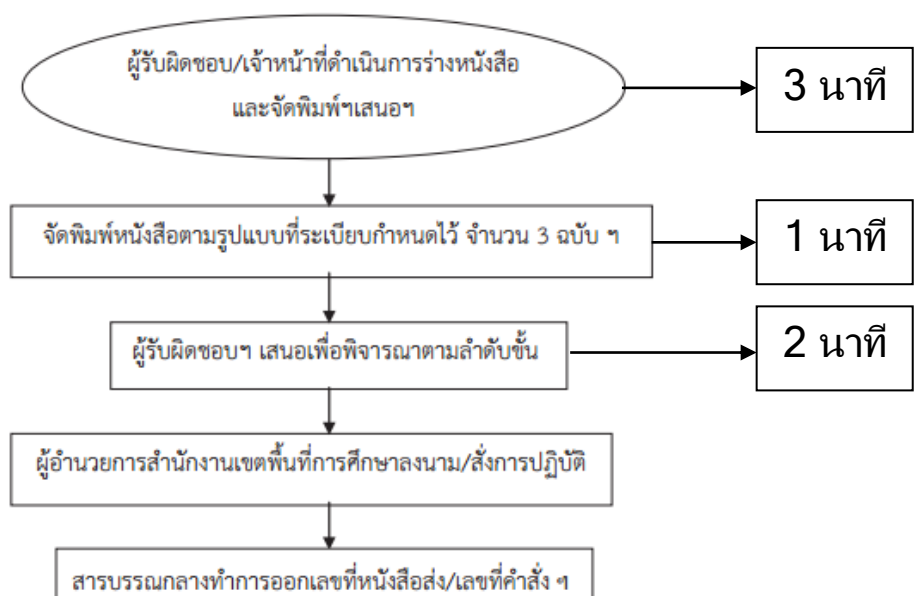 ผู้รับผิดชอบ/เจ้าหน้าที่ดำเนินการร่างหนังสือ
และจัดพิมพ์ฯเสนอฯ
3 นาที
จัดพิมพ์หนังสือตามรูปแบบที่ระเบียบกำหนดไว้ จำนวน 3 ฉบับ ฯ
1 นาที
ผู้รับผิดชอบฯ เสนอเพื่อพิจารณาตามลำดับขั้น
2 นาที
ผู้อำนวยการสำนักงานเขตพื้นที่การศึกษาลงนาม/สั่งการปฏิบัติ
สารบรรณกลางทำการออกเลขที่หนังสือส่ง/เลขที่คำสั่ง ฯ